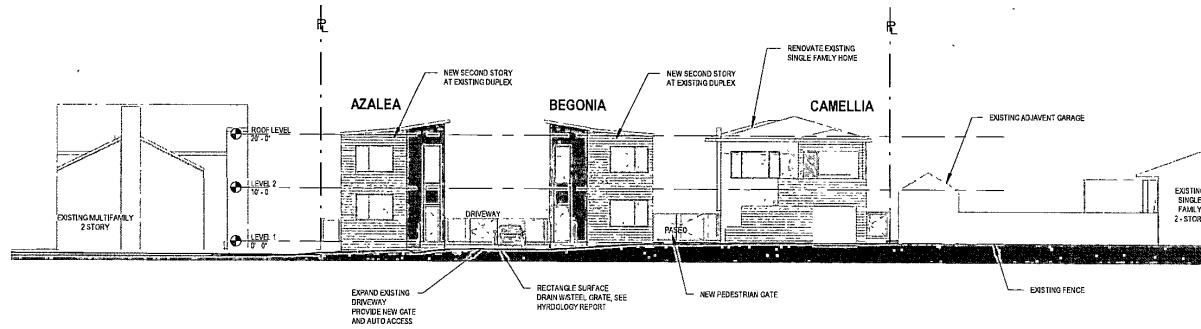 PL
PL
RENOVATE EXISTING
SINGLE FAMILY HOME
NEW SECOND STORY
AT EXISTING DUPLEX
NEW SECOND STORY
AT EXISTING DUPLEX
AZALEA
BEGONIA
CAMELLIA
EXISTING ADJAVENT GARAGE
ROOF LEVEL
20' - 0"
LEVEL 2
10' - 0
EXISTING MULTIFAMILY
2 STORY
DRIVEWAY
PASEO
EXISTING
SINGLE
FAMILY
2 - STOR
LEVEL 1
0' 0"
EXPAND EXISTING
DRIVEWAY
PROVIDE NEW GATE
AND AUTO ACCESS
RECTANGLE SURFACE
DRAIN W/STEEL GRATE, SEE
HYRDOLOGY REPORT
NEW PEDESTRIAN GATE
EXISTING FENCE